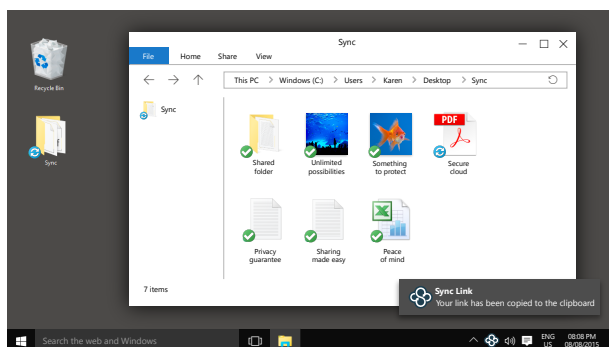 Sync
File Home Share View
This PC > Windows (C:) > Users > Karen > Desktop > Sync
Recycle Bin
Sync
Sync
Shared
folder
Unlimited
possibilities
Something
to protect
PDF
Secure
cloud
Privacy
guarantee
Sharing
made easy
X
Peace
of mind
7 items
Sync Link
Your link has been copied to the clipboard
Search the web and Windows
ENG
US
08:08 PM
08/08/2015